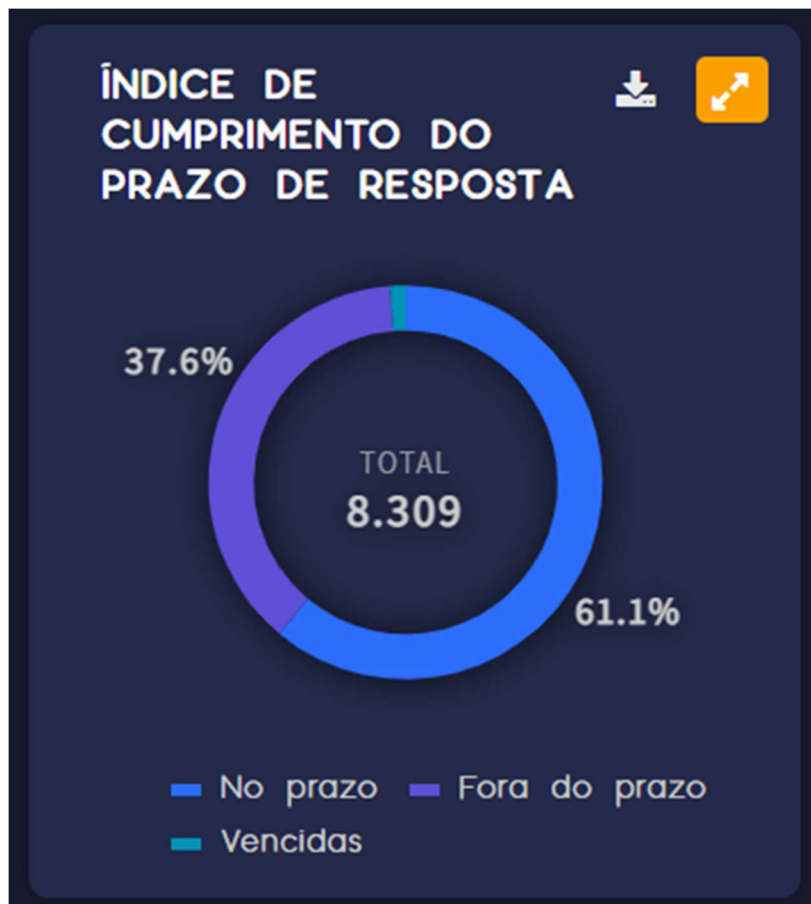 ÍNDICE DE
CUMPRIMENTO DO
PRAZO DE RESPOSTA
37.6%
TOTAL
8.309
61.1%
No prazo
Fora do prazo
Vencidas